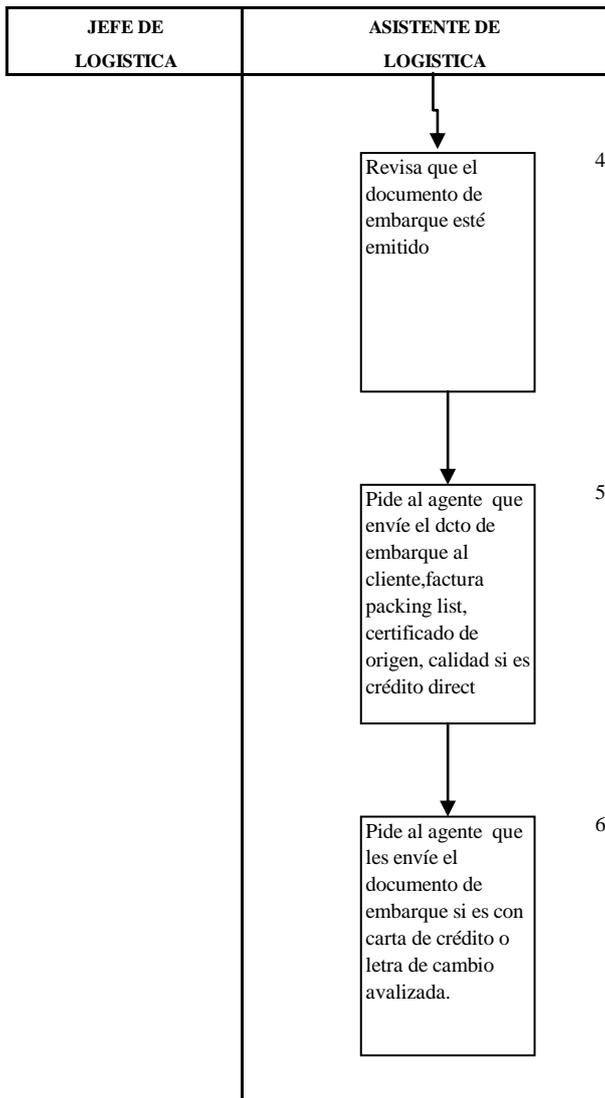 JEFE DE
LOGISTICA
ASISTENTE DE
LOGISTICA
4
Revisa que el
documento de
embarque esté
emitido
5
Pide al agente que
envíe el dcto de
embarque al
cliente,factura
packing list,
certificado de
origen, calidad si es
crédito direct
6
Pide al agente que
les envíe el
documento de
embarque si es con
carta de crédito o
letra de cambio
avalizada.